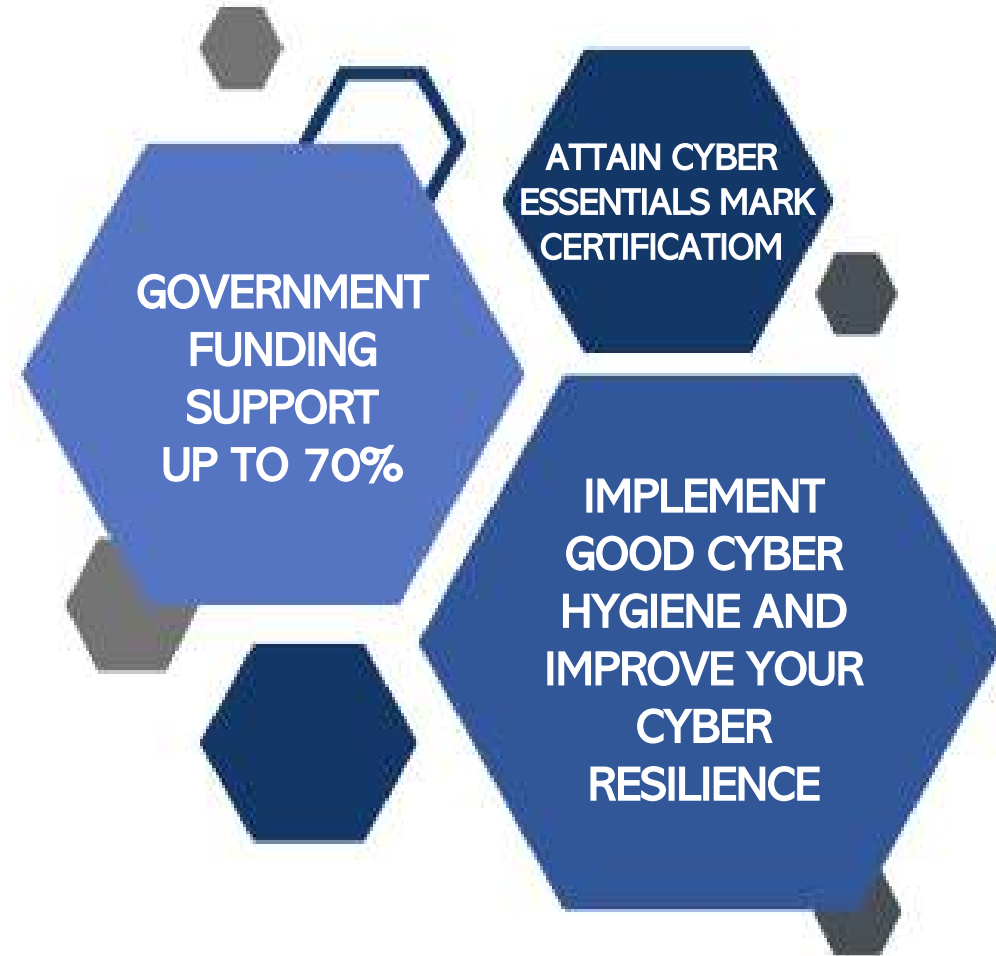 GOVERNMENT
FUNDING
SUPPORT
UP TO 70%
ATTAIN CYBER
ESSENTIALS MARK
CERTIFICATIOM
IMPLEMENT
GOOD CYBER
HYGIENE AND
IMPROVE YOUR
CYBER
RESILIENCE